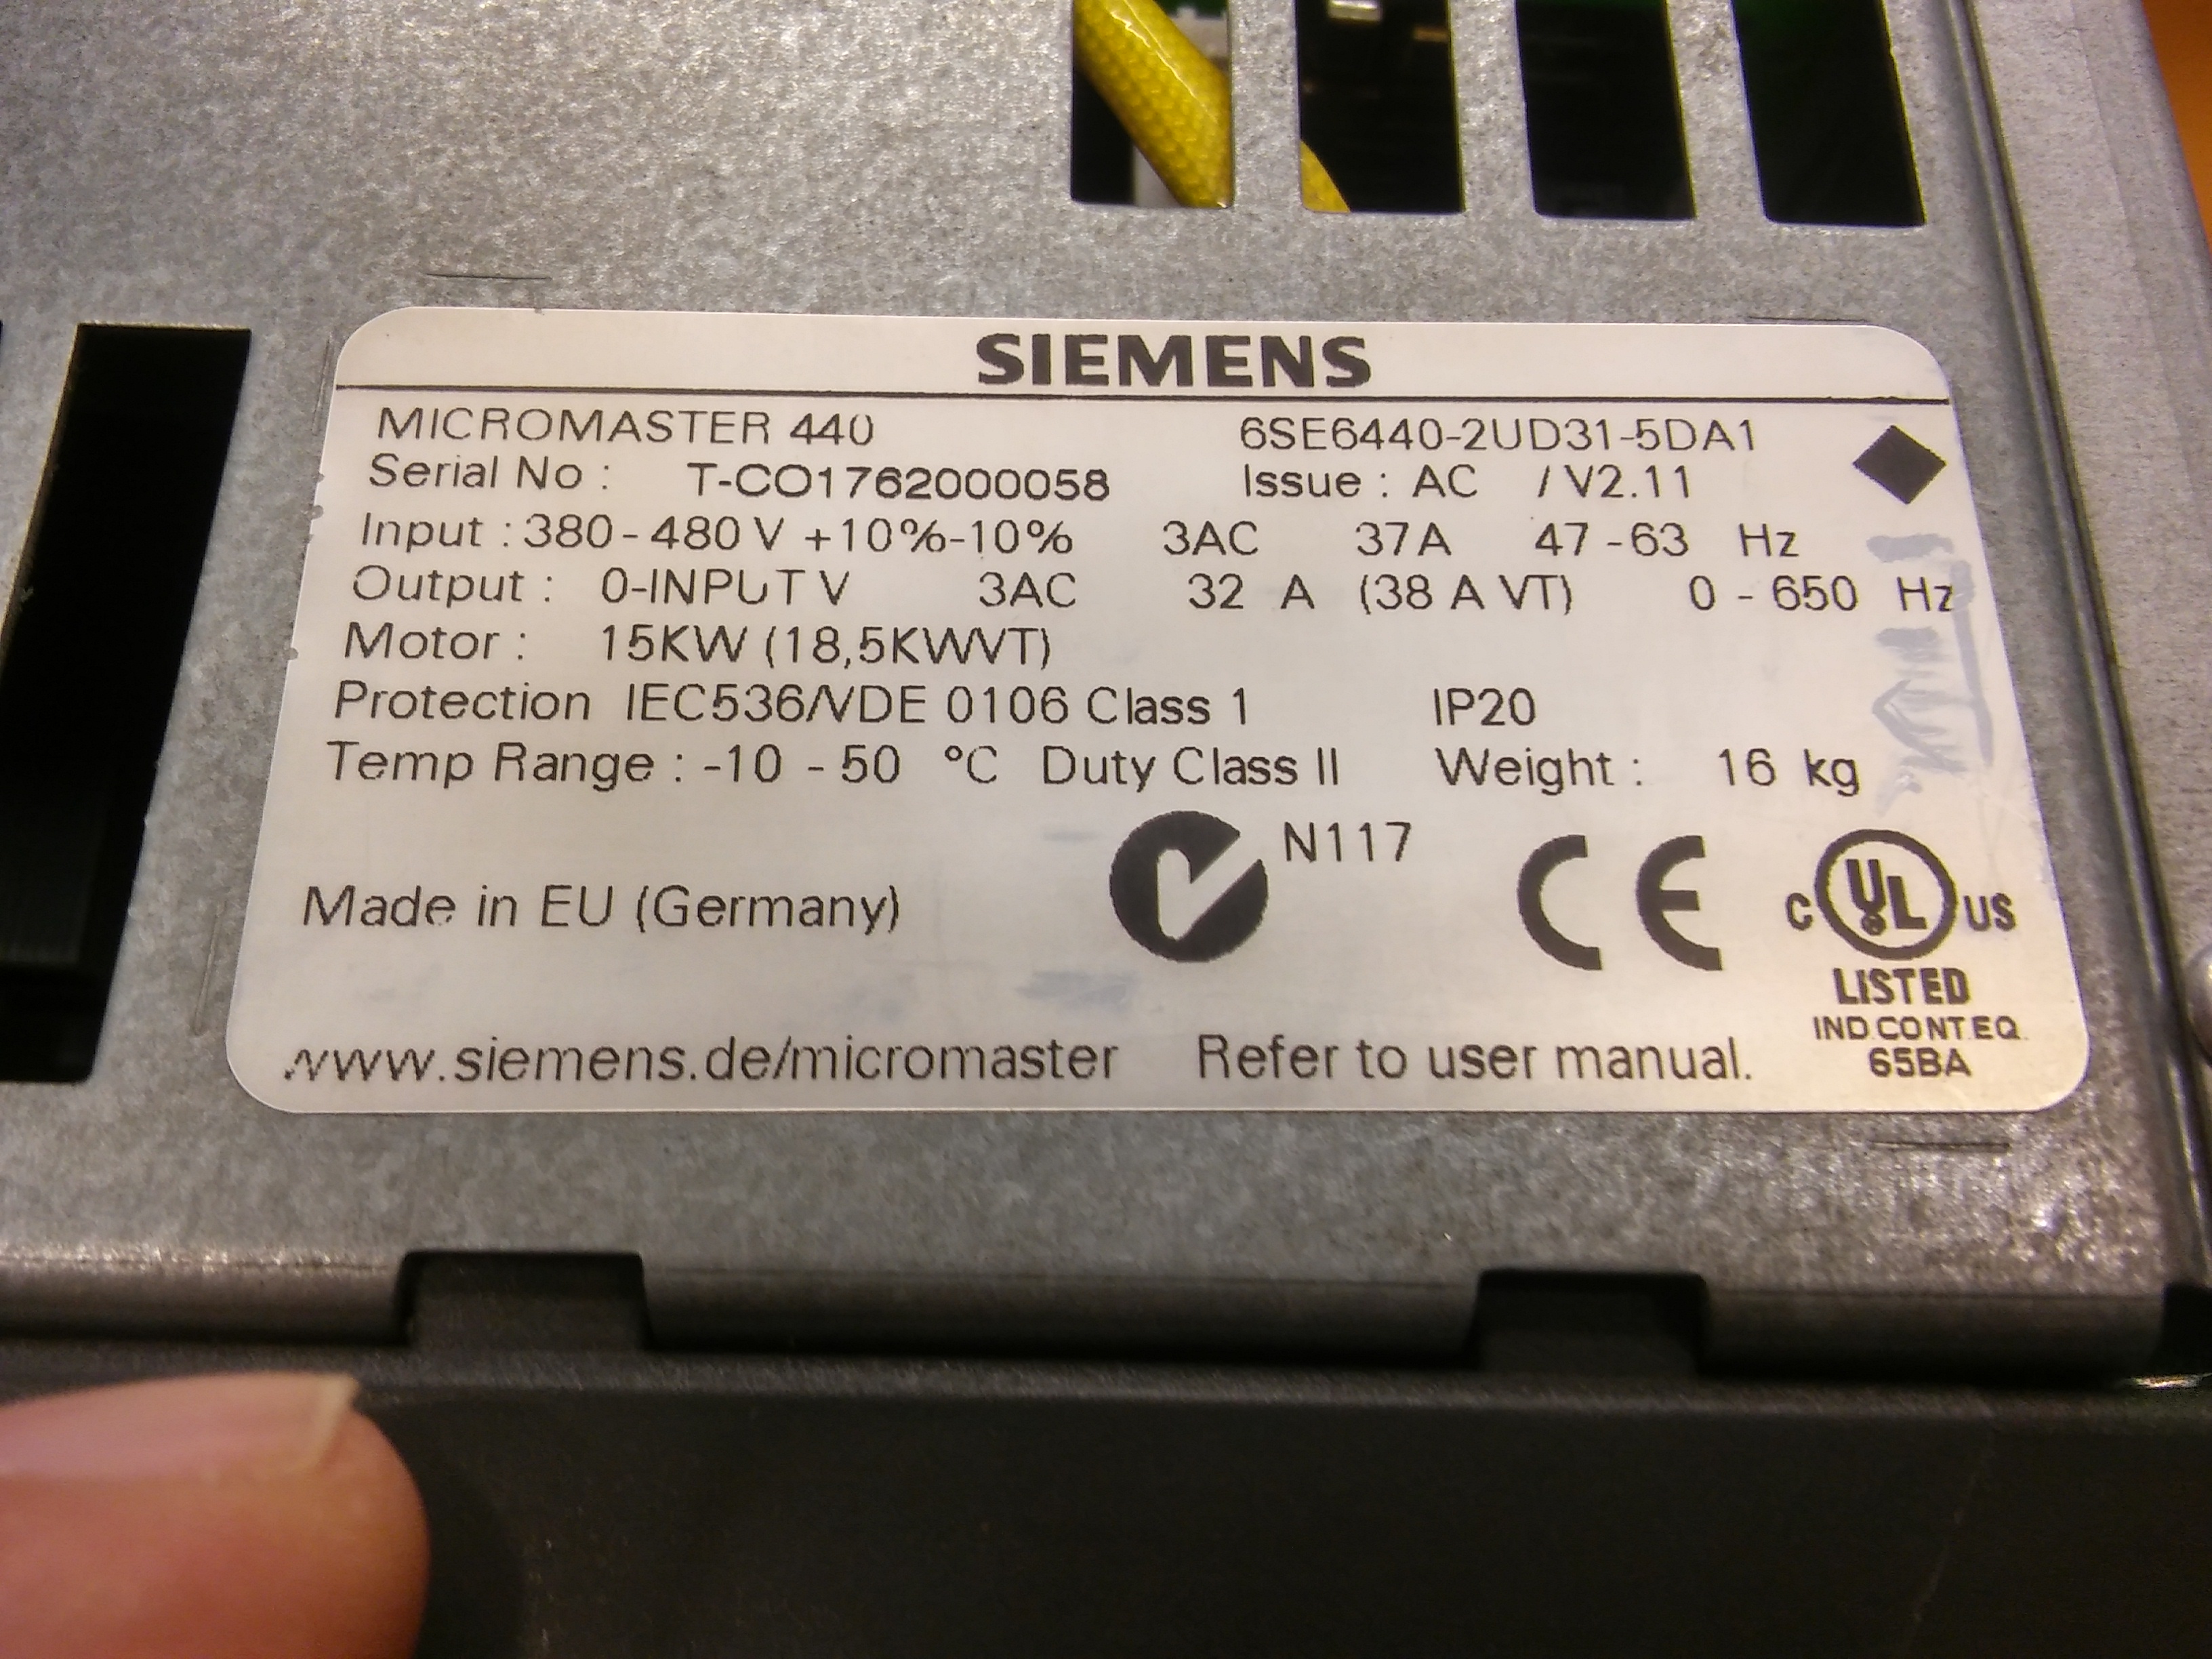 SIEMENS
MICROMASTER 440 6SE6440-2UD31-5DA1
Serial No : T-CO1762000058 Issue : AC / V2.11
Input : 380 - 480 V +10%-10% 3AC 37A 47 -63 Hz
Output : 0-INPUT V 3AC 32 A (38 A VT) 0 - 650 Hz
Motor : 15KW (18,5KWVT)
Protection IEC536/VDE 0106 Class 1 IP20
Temp Range : -10 - 50 °C Duty Class II Weight : 16 kg
N117
Made in EU (Germany) CE C UL US
LISTED
IND.CONT.EQ.
65BA
www.siemens.de/micromaster Refer to user manual.